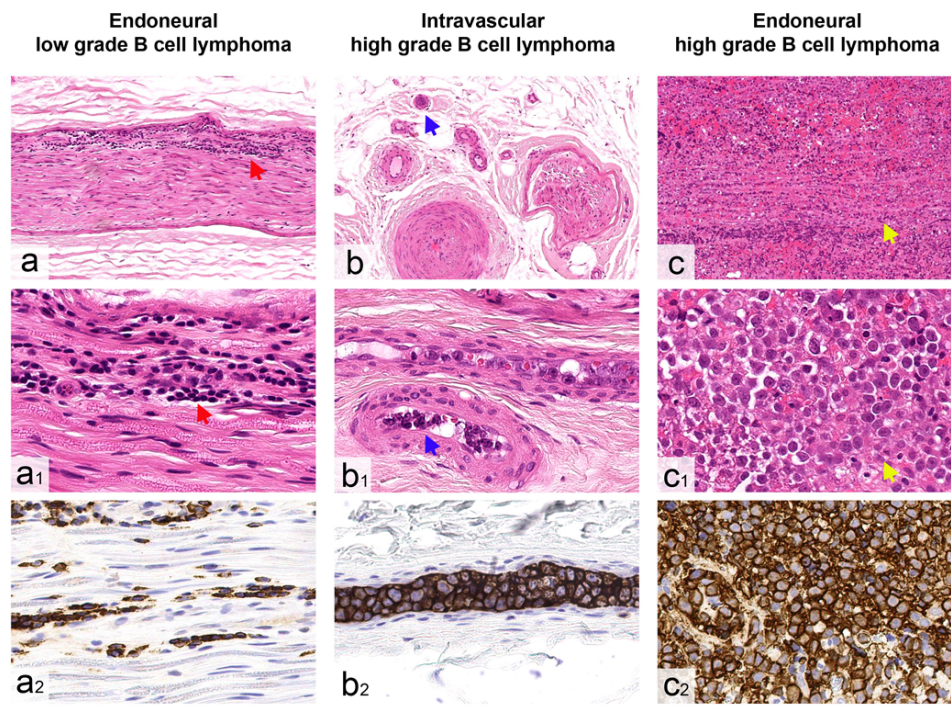 Endoneural
low grade B cell lymphoma
Intravascular
high grade B cell lymphoma
Endoneural
high grade B cell lymphoma
a
b
c
a1
b1
c1
a2
b2
c2